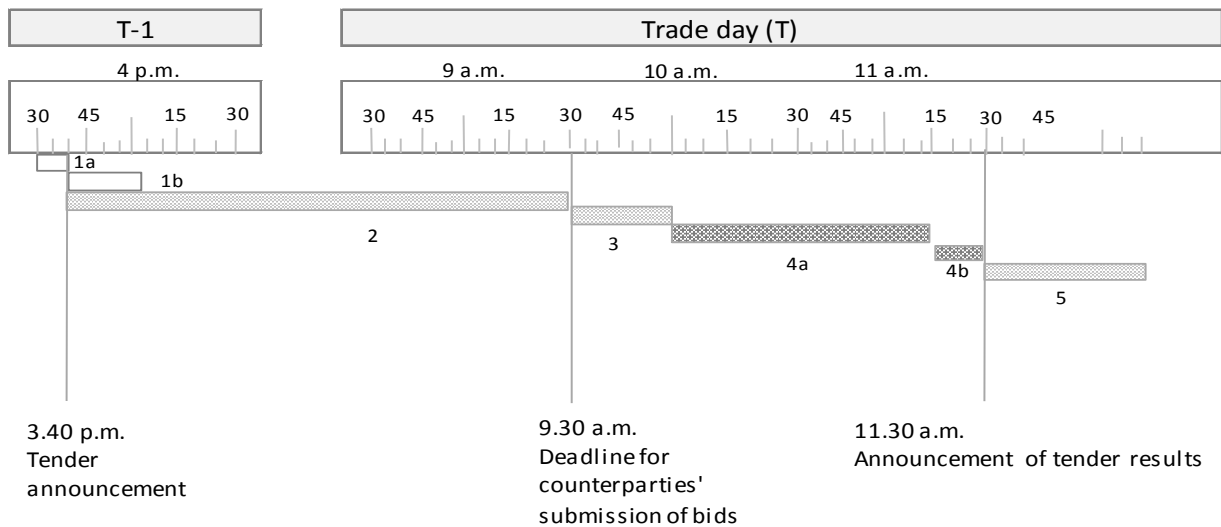 T-1 Trade day (T)
4 p.m. 9 a.m. 10 a.m. 11 a.m.
30 45 15 30 30 45 15 30 45 15 30 45 15 30 45
1a
1b
2
3
4a
4b
5
3.40 p.m.
Tender
announcement
9.30 a.m.
Deadline for
counterparties'
submission of bids
11.30 a.m.
Announcement of tender results